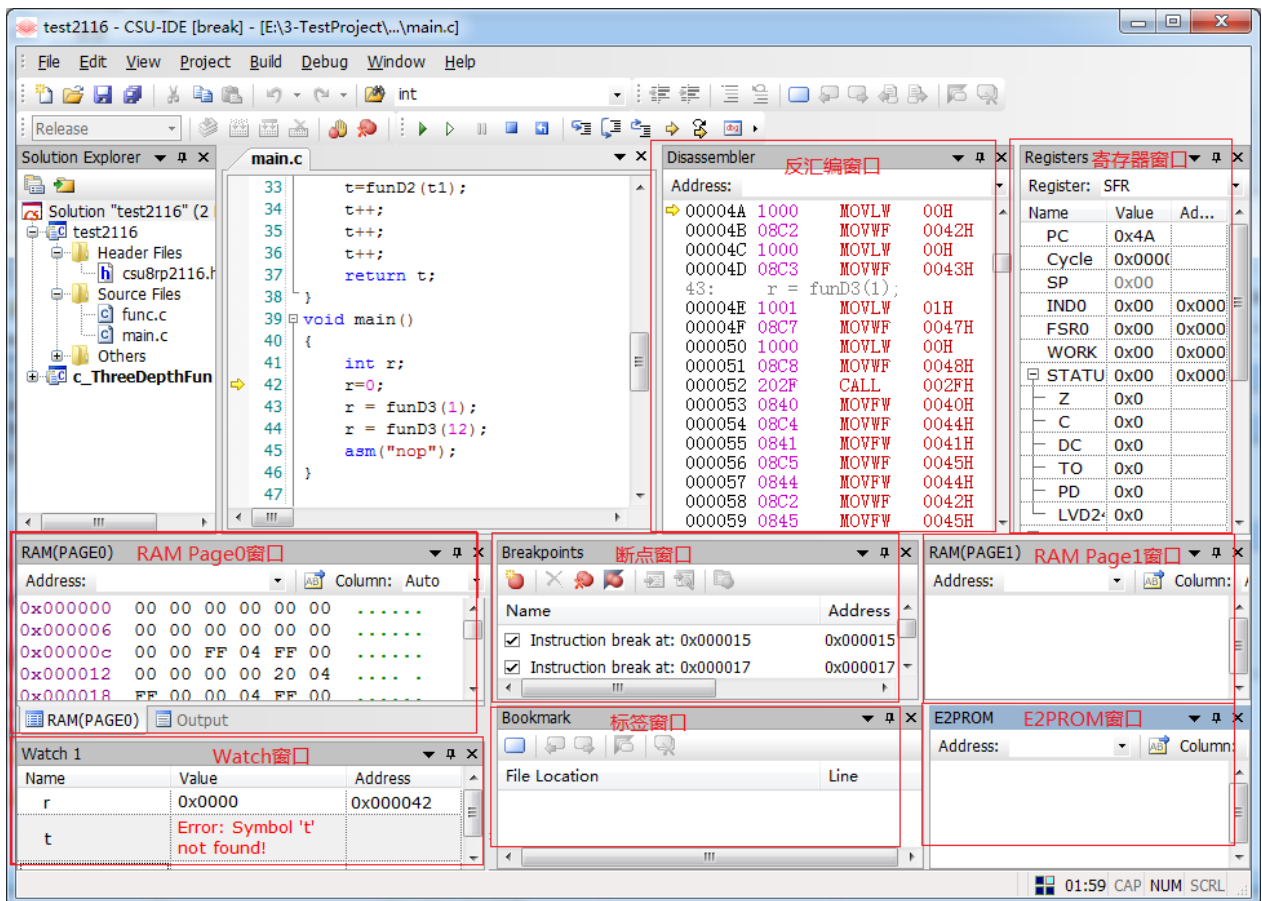 test2116 - CSU-IDE [break] - [E:\3-TestProject\...\main.c]
File Edit View Project Build Debug Window Help
int
Release
Solution Explorer
Solution "test2116" (2
test2116
Header Files
csu8rp2116.h
Source Files
func.c
main.c
Others
c_ThreeDepthFun
main.c
33 t=funD2(t1);
34 t++;
35 t++;
36 t++;
37 return t;
38 }
39 void main()
40 {
41 int r;
42 r=0;
43 r = funD3(1);
44 r = funD3(12);
45 asm("nop");
46 }
47
Disassembler 反汇编窗口
Address:
00004A 1000 MOVLW 00H
00004B 08C2 MOVWF 0042H
00004C 1000 MOVLW 00H
00004D 08C3 MOVWF 0043H
43: r = funD3(1);
00004E 1001 MOVLW 01H
00004F 08C7 MOVWF 0047H
000050 1000 MOVLW 00H
000051 08C8 MOVWF 0048H
000052 202F CALL 002FH
000053 0840 MOVFW 0040H
000054 08C4 MOVWF 0044H
000055 0841 MOVFW 0041H
000056 08C5 MOVWF 0045H
000057 0844 MOVFW 0044H
000058 08C2 MOVWF 0042H
000059 0845 MOVFW 0045H
Registers 寄存器窗口
Register: SFR
Name Value Ad...
PC 0x4A
Cycle 0x000(
SP 0x00
IND0 0x00 0x000
FSR0 0x00 0x000
WORK 0x00 0x000
STATU 0x00 0x000
Z 0x0
C 0x0
DC 0x0
TO 0x0
PD 0x0
LVD24 0x0
RAM(PAGE0) RAM Page0窗口
Address: Column: Auto
0x000000 00 00 00 00 00 00 ......
0x000006 00 00 00 00 00 00 ......
0x00000c 00 00 FF 04 FF 00 ......
0x000012 00 00 00 00 20 04 .... .
0x000018 FF 00 00 04 FF 00 ......
RAM(PAGE0) Output
Breakpoints 断点窗口
Name Address
Instruction break at: 0x000015 0x000015
Instruction break at: 0x000017 0x000017
RAM(PAGE1) RAM Page1窗口
Address: Column:
Watch 1 Watch窗口
Name Value Address
r 0x0000 0x000042
t Error: Symbol 't'
not found!
Bookmark 标签窗口
File Location Line
E2PROM E2PROM窗口
Address: Column:
01:59 CAP NUM SCRL